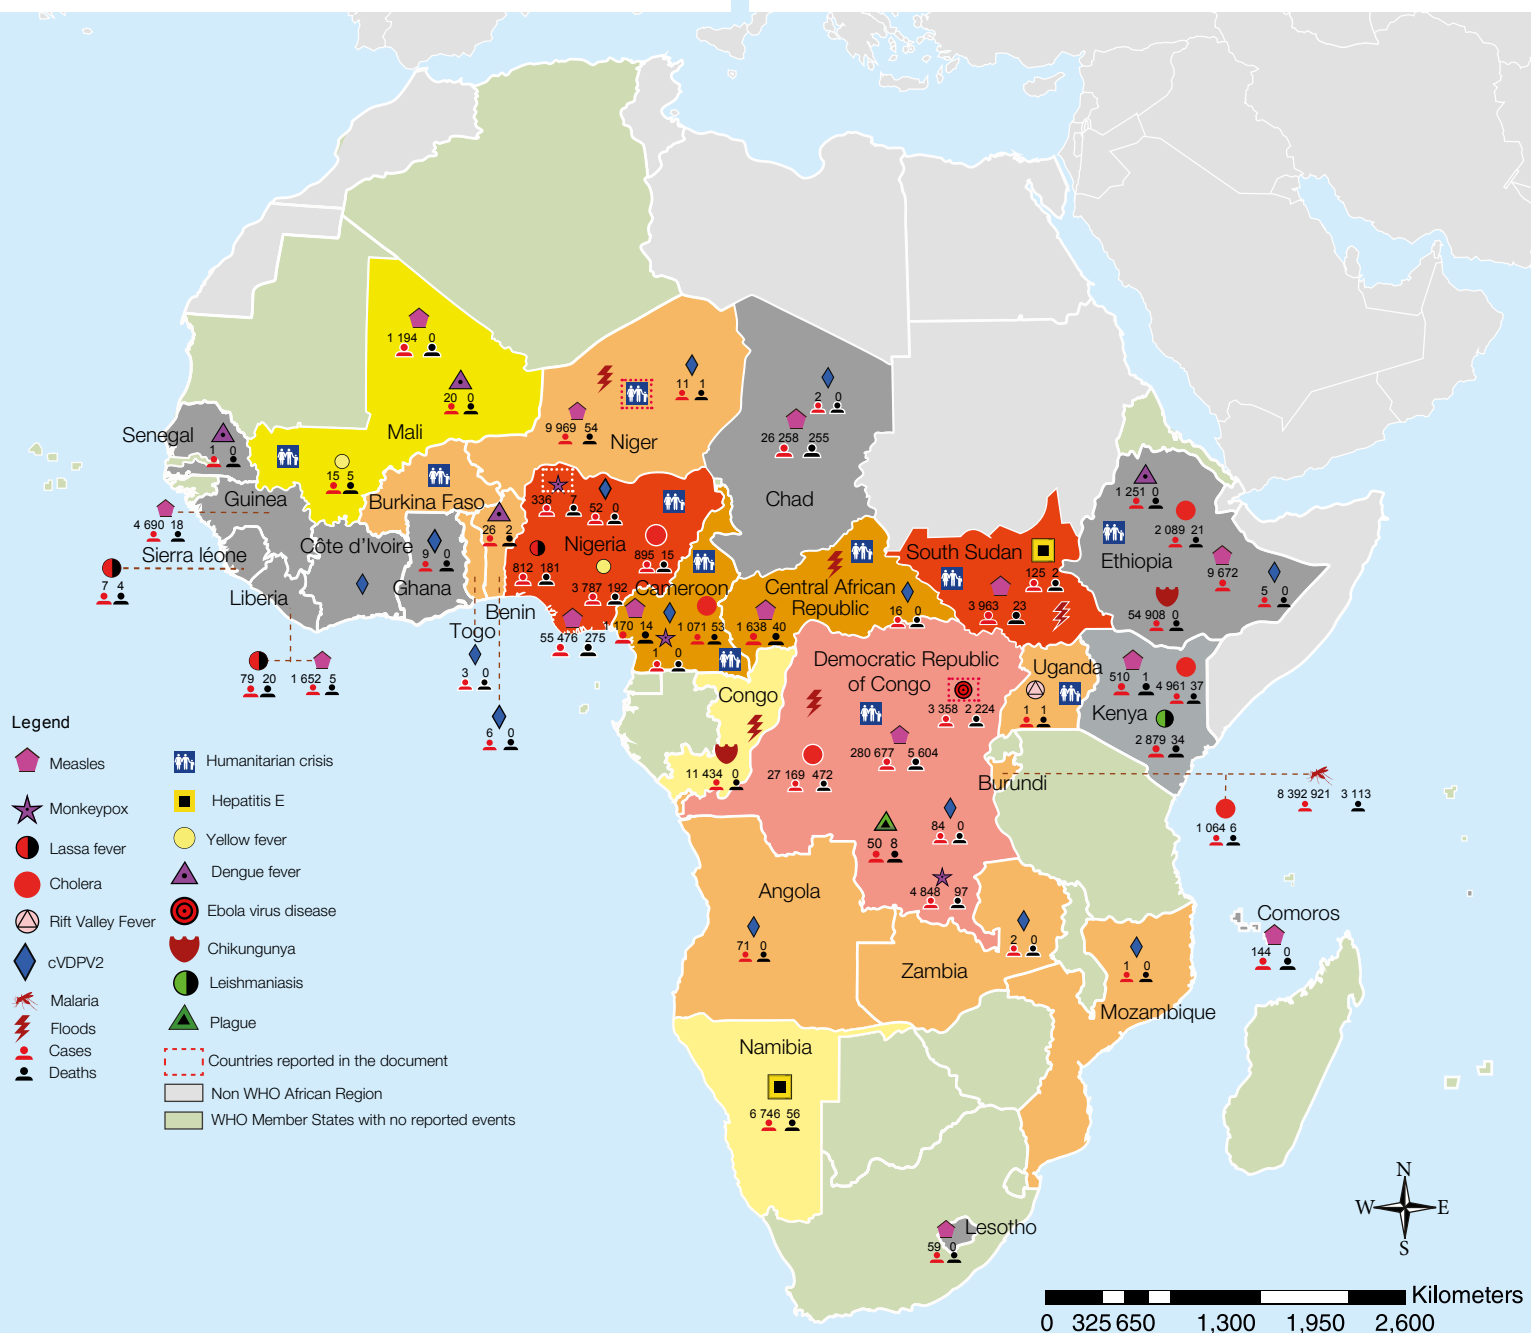 1 194 0
20 0
Mali
15 5
Senegal
1 0
Guinea
4 690 18
Sierra léone
7 4
Liberia
79 20
1 652 5
Côte d'Ivoire
Burkina Faso
Ghana
9 0
Togo
3 0
Benin
26 2
6 0
Niger
9 969 54
11 1
Nigeria
336 7
52 0
895 15
812 181
3 787 192
55 476 275
Chad
2 0
26 258 255
Cameroon
1 170 14
1 071 53
1 0
Central African
Republic
1 638 40
16 0
South Sudan
125 2
3 963 23
Ethiopia
1 251 0
2 089 21
9 672
5 0
54 908 0
Uganda
1 1
Kenya
510 1
4 961 37
2 879 34
Congo
11 434 0
Democratic Republic
of Congo
3 358 2 224
280 677 5 604
27 169 472
84 0
50 8
4 848 97
Burundi
8 392 921 3 113
1 064 6
Angola
71 0
Zambia
2 0
Mozambique
1 0
Comoros
144 0
Namibia
6 746 56
Lesotho
59 0
Legend
Measles
Monkeypox
Lassa fever
Cholera
Rift Valley Fever
cVDPV2
Malaria
Floods
Cases
Deaths
Humanitarian crisis
Hepatitis E
Yellow fever
Dengue fever
Ebola virus disease
Chikungunya
Leishmaniasis
Plague
Countries reported in the document
Non WHO African Region
WHO Member States with no reported events
N
W E
S
Kilometers
0 325 650 1,300 1,950 2,600